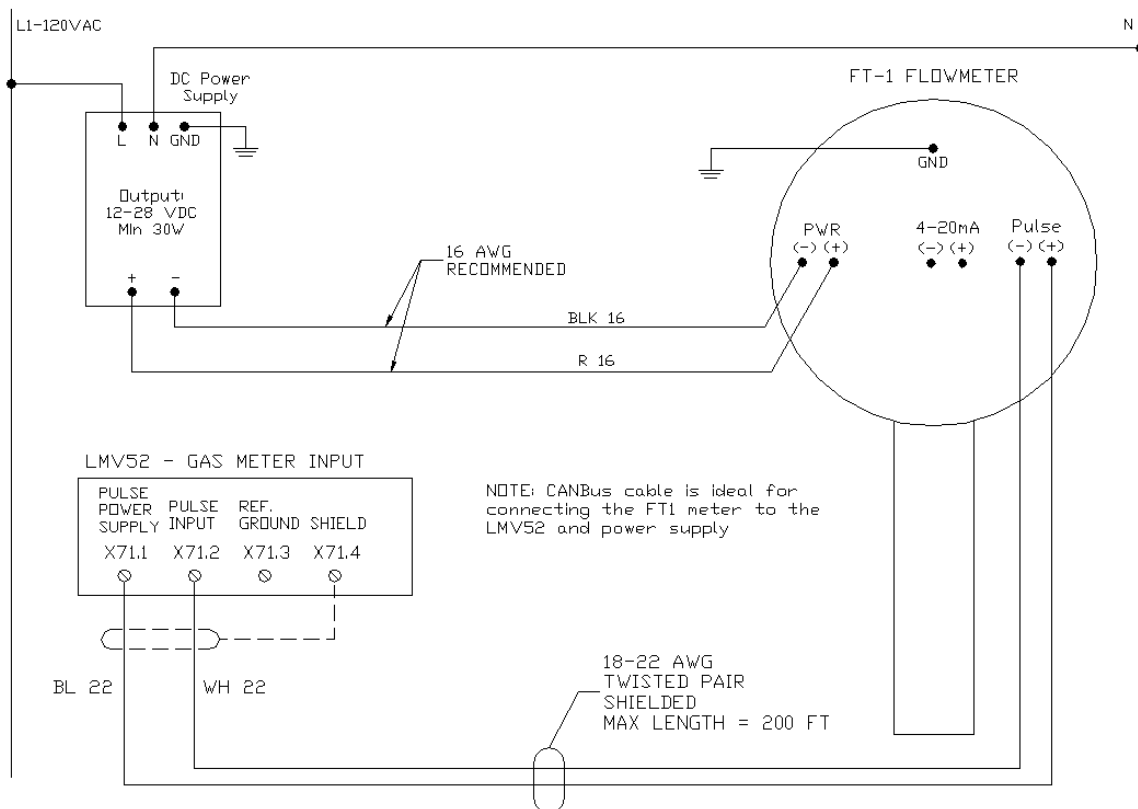 L1-120VAC
N
DC Power
Supply
L N GND
Output:
12-28 VDC
Min 30W
+ -
FT-1 FLOWMETER
GND
PWR
(-) (+)
4-20mA
(-) (+)
Pulse
(-) (+)
16 AWG
RECOMMENDED
BLK 16
R 16
LMV52 - GAS METER INPUT
PULSE
POWER
SUPPLY
X71.1
PULSE
INPUT
X71.2
REF.
GROUND
X71.3
SHIELD
X71.4
NOTE: CANBus cable is ideal for
connecting the FT1 meter to the
LMV52 and power supply
BL 22
WH 22
18-22 AWG
TWISTED PAIR
SHIELDED
MAX LENGTH = 200 FT